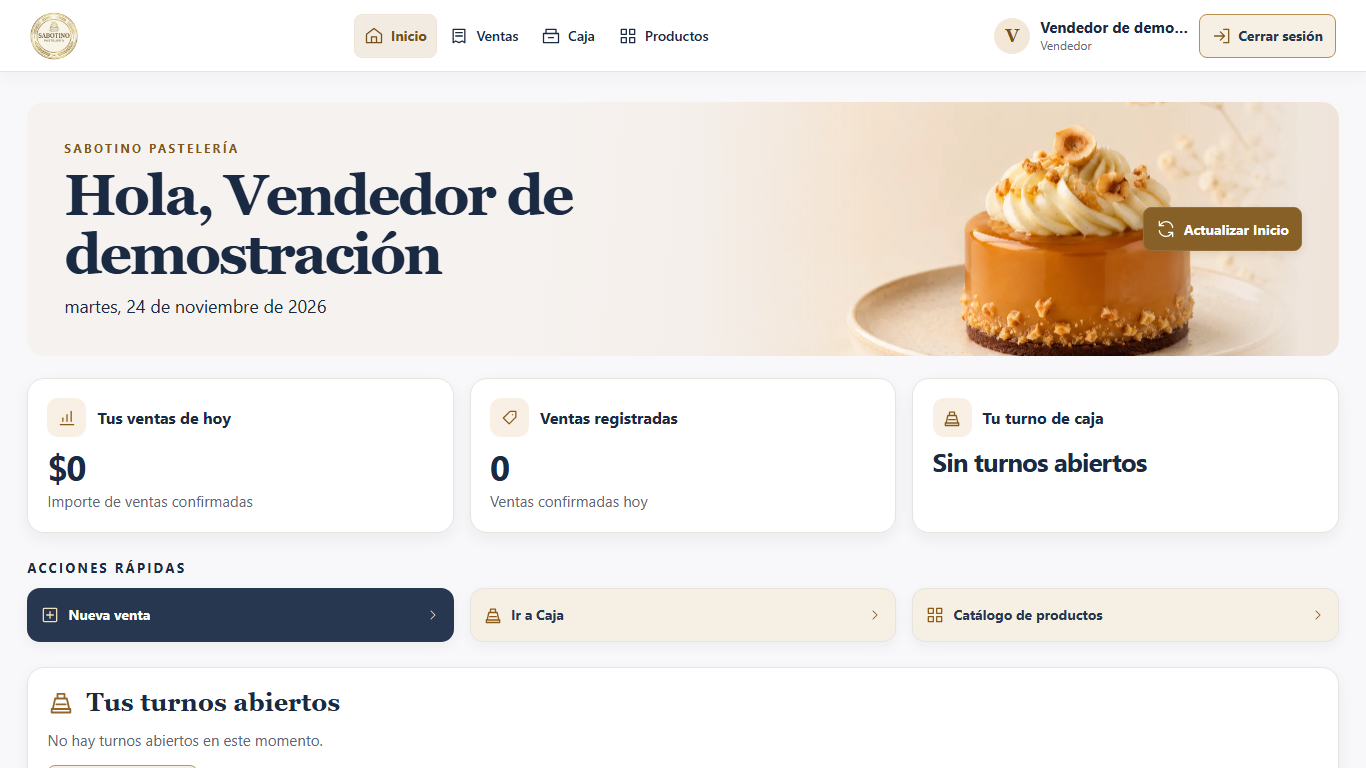 SABOTINO
PASTELERÍA
Inicio
Ventas
Caja
Productos
V
Vendedor de demo...
Vendedor
Cerrar sesión
SABOTINO PASTELERÍA
Hola, Vendedor de
demostración
martes, 24 de noviembre de 2026
Actualizar Inicio
Tus ventas de hoy
$0
Importe de ventas confirmadas
Ventas registradas
0
Ventas confirmadas hoy
Tu turno de caja
Sin turnos abiertos
ACCIONES RÁPIDAS
Nueva venta
Ir a Caja
Catálogo de productos
Tus turnos abiertos
No hay turnos abiertos en este momento.